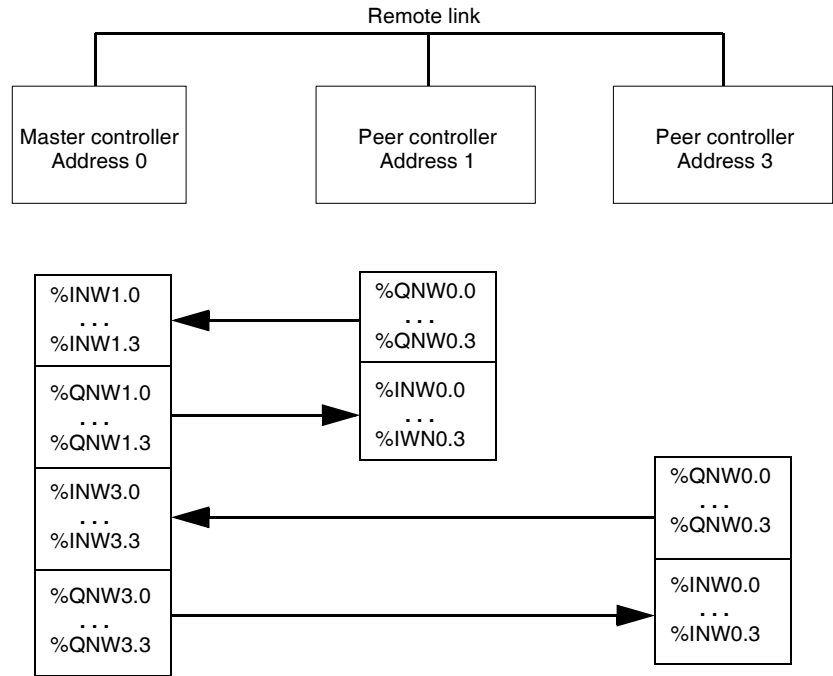 Remote link
Master controller
Address 0
Peer controller
Address 1
Peer controller
Address 3
%INW1.0
. . .
%INW1.3
%QNW1.0
. . .
%QNW1.3
%INW3.0
...
%INW3.3
%QNW3.0
...
%QNW3.3
%QNW0.0
...
%QNW0.3
%INW0.0
. . .
%IWN0.3
%QNW0.0
...
%QNW0.3
%INW0.0
...
%INW0.3